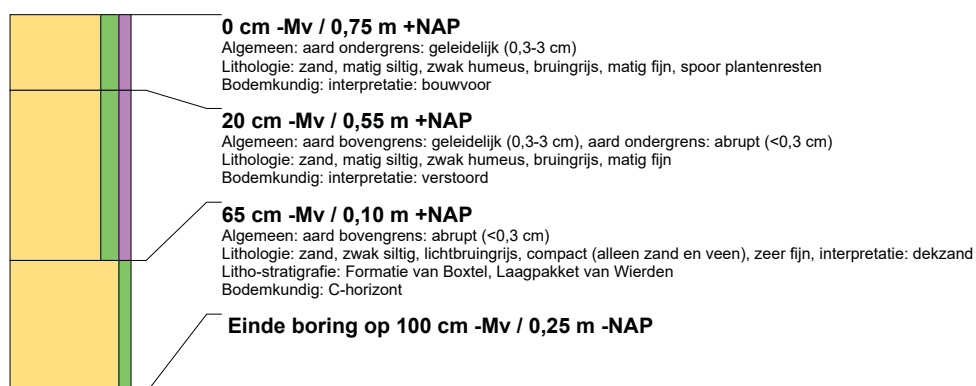 0 cm -Mv / 0,75 m +NAP
Algemeen: aard ondergrens: geleidelijk (0,3-3 cm)
Lithologie: zand, matig siltig, zwak humeus, bruingrijs, matig fijn, spoor plantenresten
Bodemkundig: interpretatie: bouwvoor
20 cm -Mv / 0,55 m +NAP
Algemeen: aard bovengrens: geleidelijk (0,3-3 cm), aard ondergrens: abrupt (<0,3 cm)
Lithologie: zand, matig siltig, zwak humeus, bruingrijs, matig fijn
Bodemkundig: interpretatie: verstoord
65 cm -Mv / 0,10 m +NAP
Algemeen: aard bovengrens: abrupt (<0,3 cm)
Lithologie: zand, zwak siltig, lichtbruingrijs, compact (alleen zand en veen), zeer fijn, interpretatie: dekzand
Litho-stratigrafie: Formatie van Boxtel, Laagpakket van Wierden
Bodemkundig: C-horizont
Einde boring op 100 cm -Mv / 0,25 m -NAP